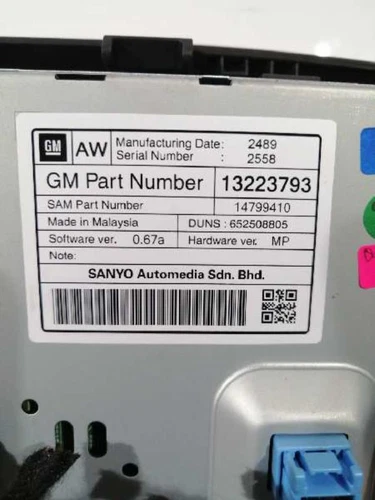 GM AW Manufacturing Date: 2489
Serial Number : 2558
GM Part Number 13223793
SAM Part Number 14799410
Made in Malaysia DUNS : 652508805
Software ver. 0.67a Hardware ver. MP
Note:
SANYO Automedia Sdn. Bhd.